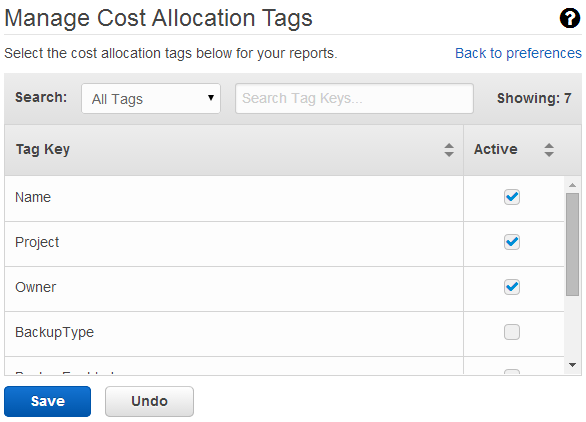 Manage Cost Allocation Tags ?
Select the cost allocation tags below for your reports. Back to preferences
Search: All Tags Search Tag Keys... Showing: 7
Tag Key Active
Name
Project
Owner
BackupType
Save Undo